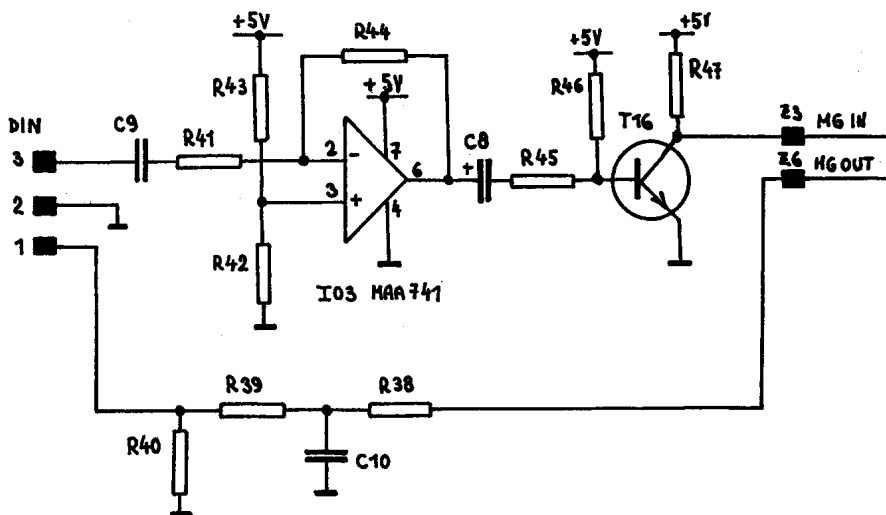 +5V
R44
+5V
+5V
R43
+5V
R46
R47
DIN
C9
R41
C8
R45
T16
Z3
MG IN
3
2
-
7
6
+
Z6
MG OUT
2
3
+
4
1
R42
IO3 MAA741
R39
R38
R40
C10